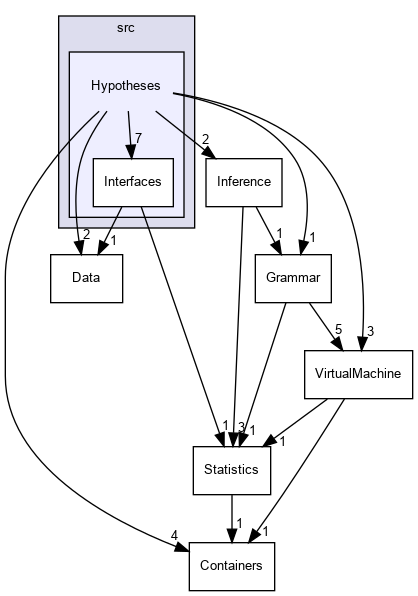 src
Hypotheses
7
2
Interfaces
Inference
2
1
1
1
Data
Grammar
5
3
VirtualMachine
1
3
1
1
Statistics
1
1
4
Containers